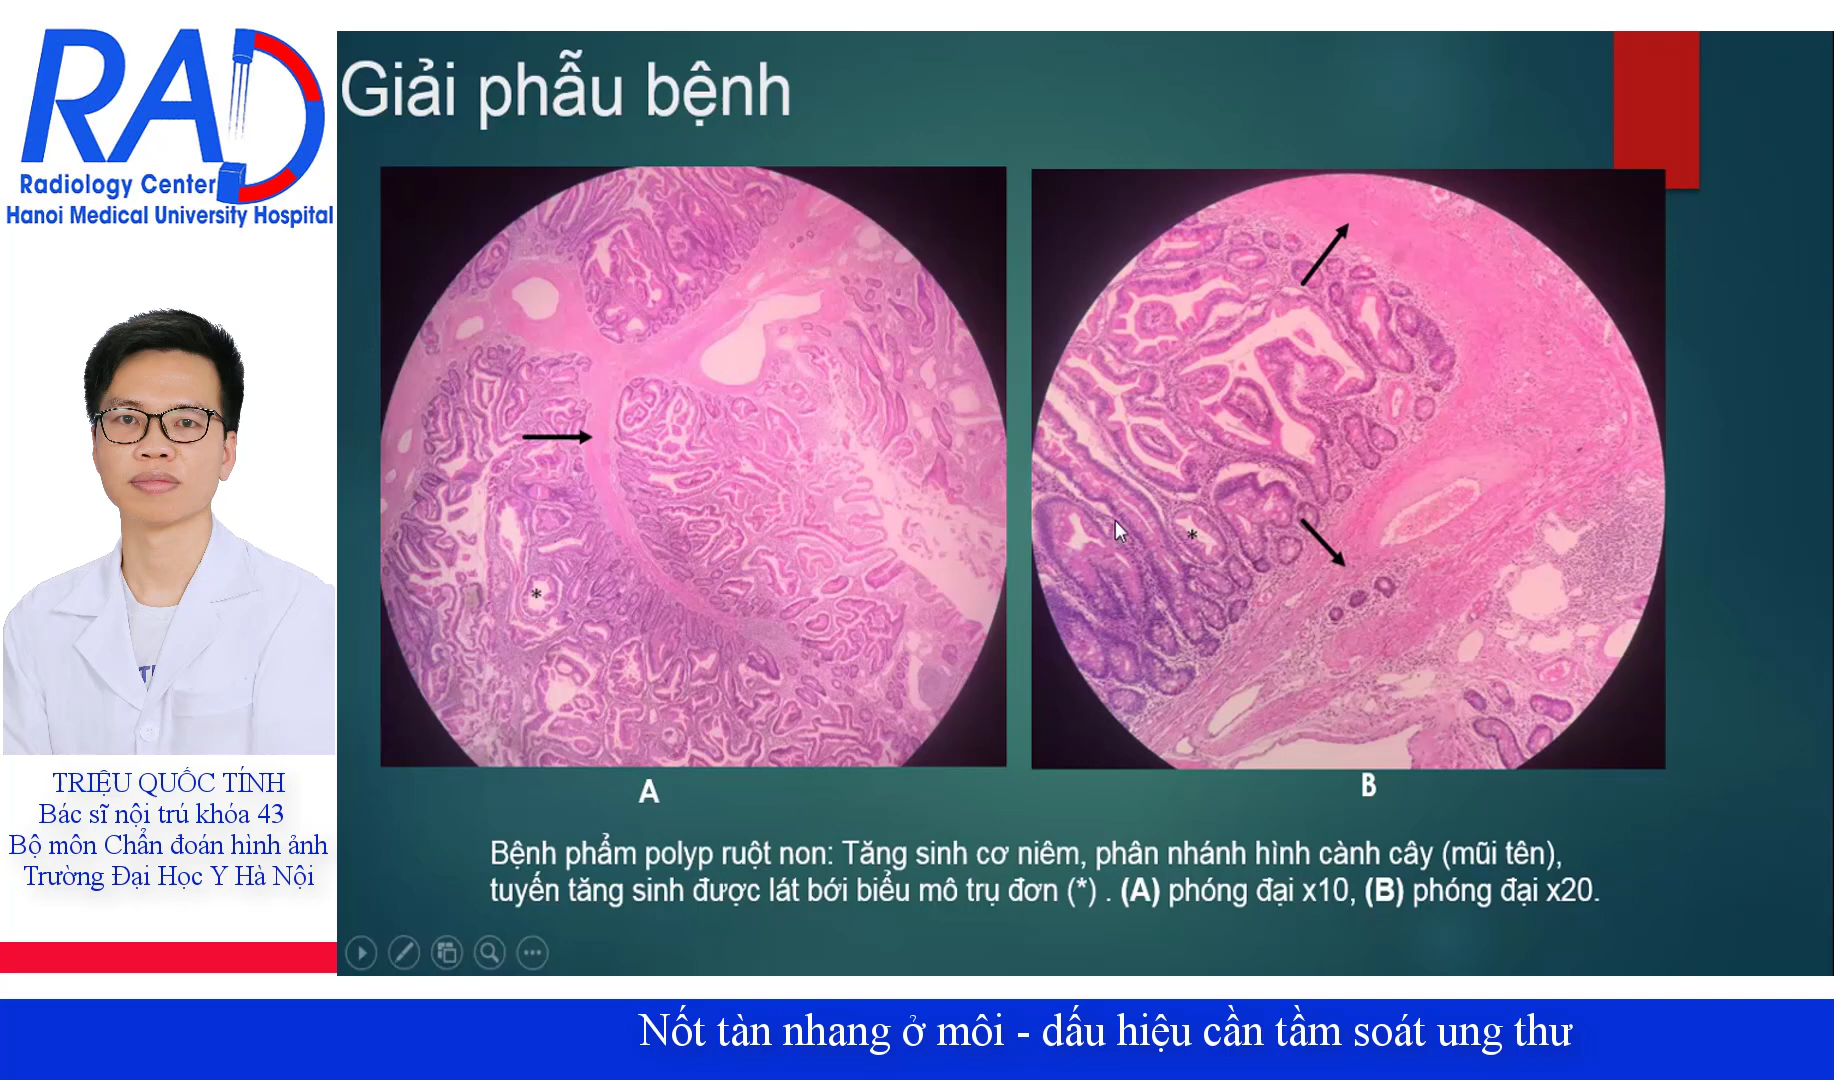 RAD
Radiology Center
Hanoi Medical University Hospital
Giải phẫu bệnh
*
*
A
B
Bệnh phẩm polyp ruột non: Tăng sinh cơ niêm, phân nhánh hình cành cây (mũi tên),
tuyến tăng sinh được lát bới biểu mô trụ đơn (*) . (A) phóng đại x10, (B) phóng đại x20.
TRIỆU QUỐC TÍNH
Bác sĩ nội trú khóa 43
Bộ môn Chẩn đoán hình ảnh
Trường Đại Học Y Hà Nội
Nốt tàn nhang ở môi - dấu hiệu cần tầm soát ung thư